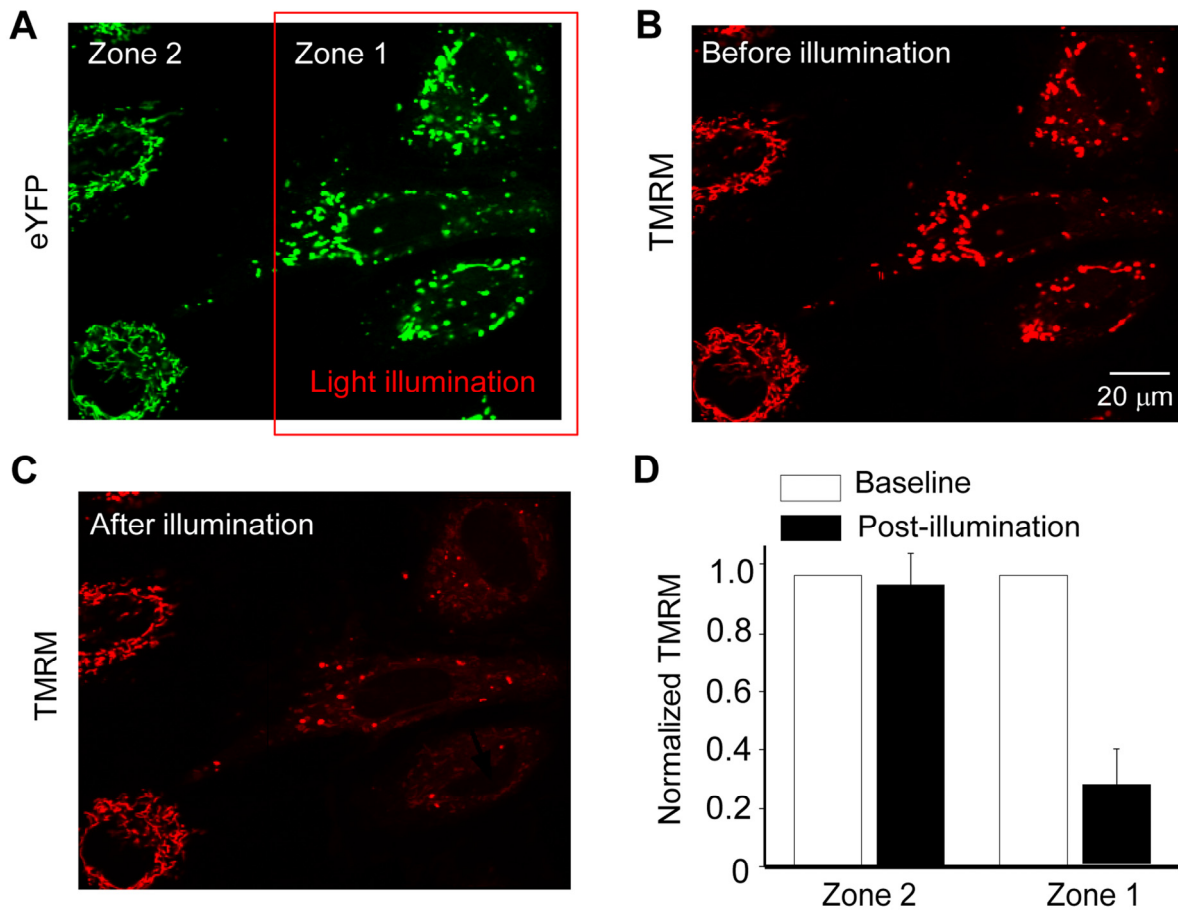 A
Zone 2
Zone 1
eYFP
Light illumination
B
Before illumination
TMRM
20 μm
C
After illumination
TMRM
D
Baseline
Post-illumination
Normalized TMRM
1.0
0.8
0.6
0.4
0.2
0
Zone 2
Zone 1